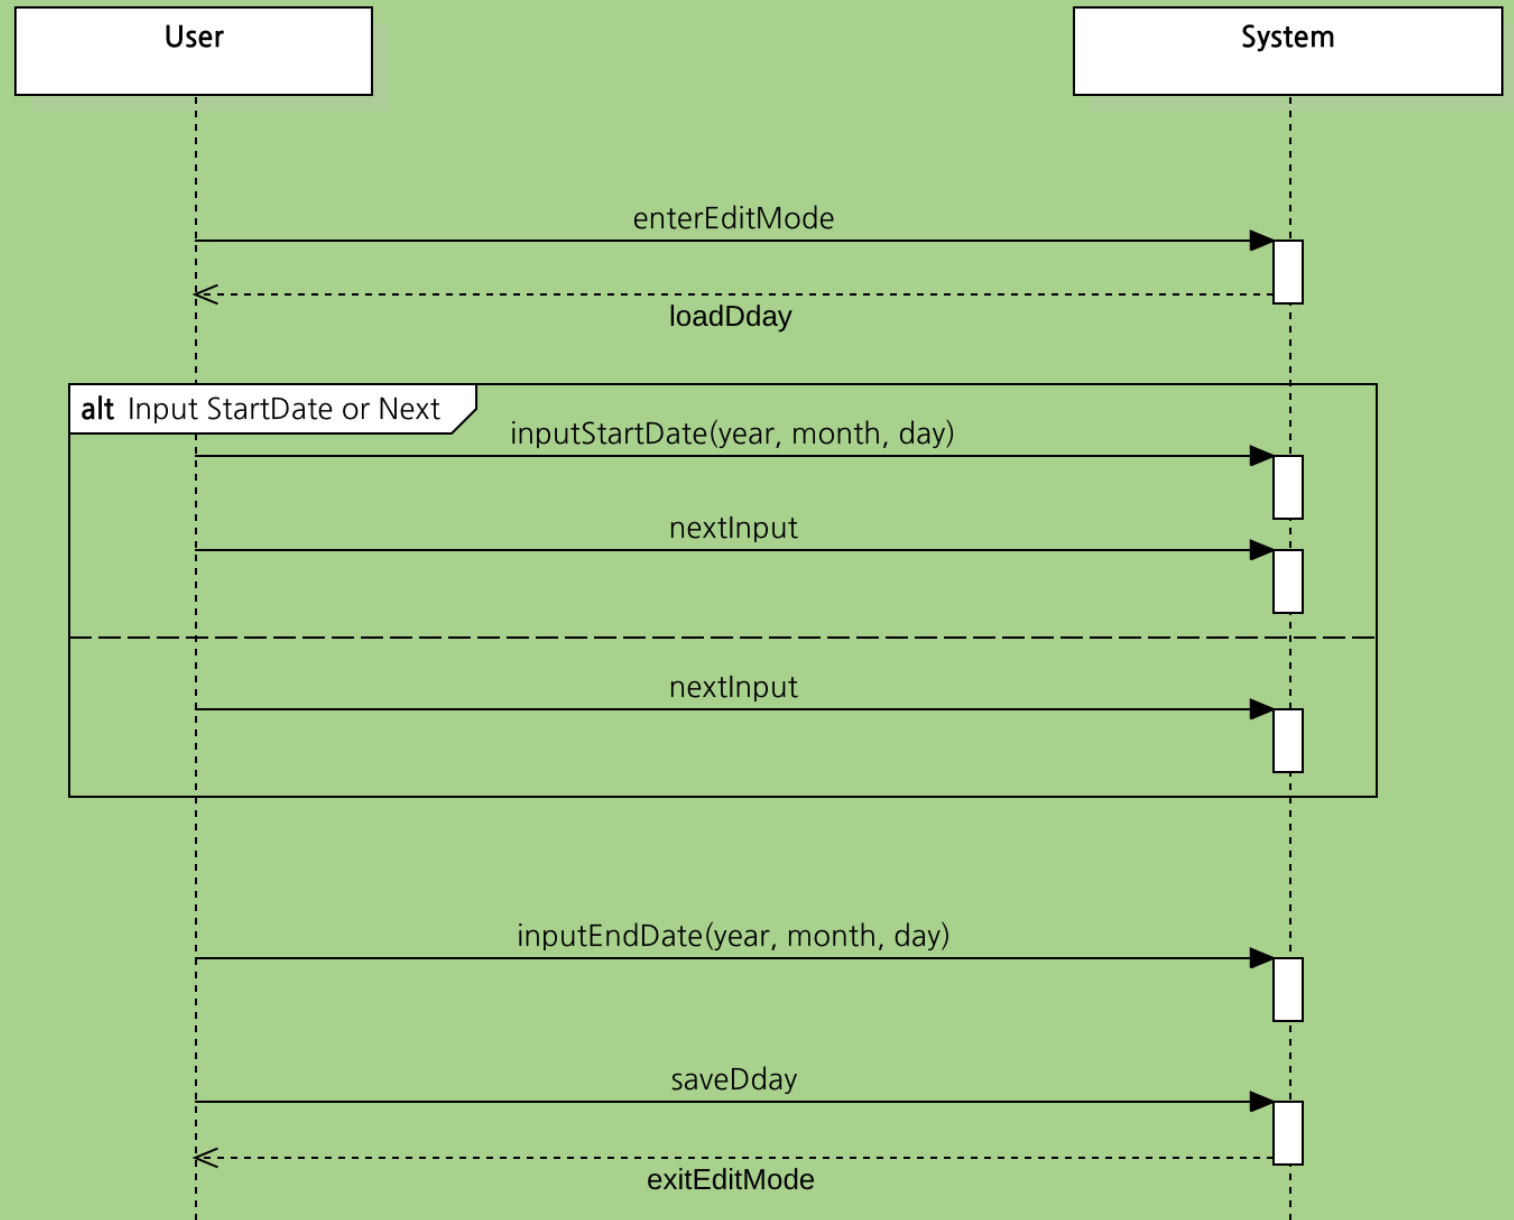 User
System
enterEditMode
loadDday
alt Input StartDate or Next
inputStartDate(year, month, day)
nextInput
nextInput
inputEndDate(year, month, day)
saveDday
exitEditMode